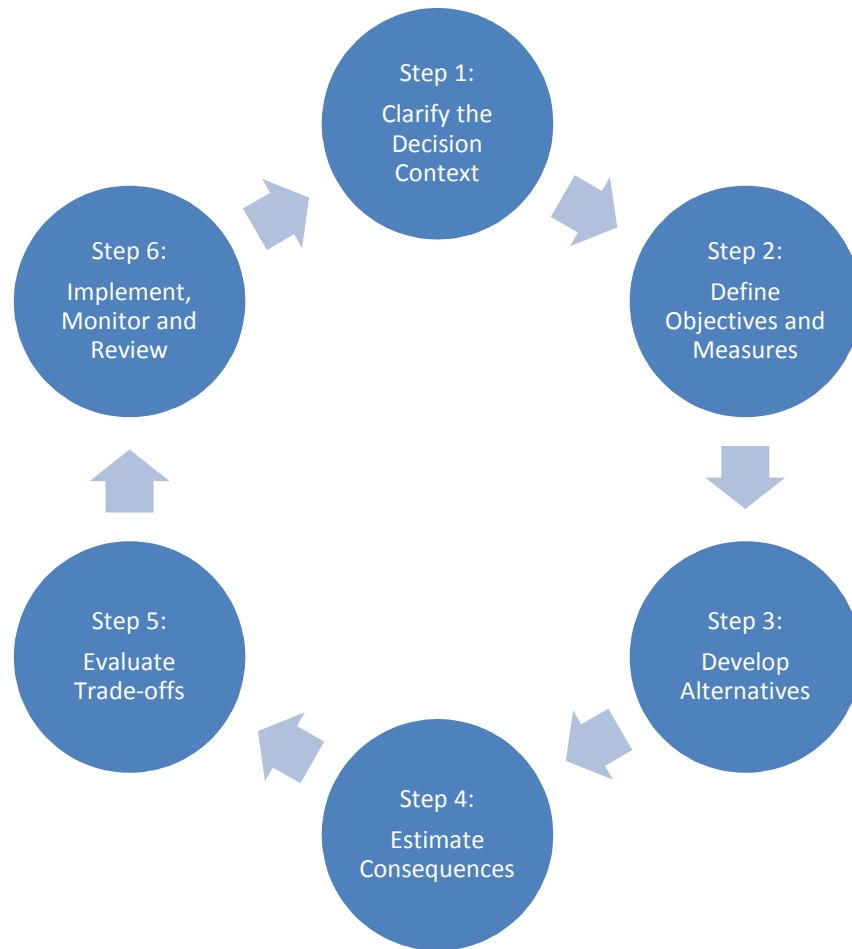 Step 1:
Clarify the
Decision
Context
Step 2:
Define
Objectives and
Measures
Step 3:
Develop
Alternatives
Step 4:
Estimate
Consequences
Step 5:
Evaluate
Trade-offs
Step 6:
Implement,
Monitor and
Review